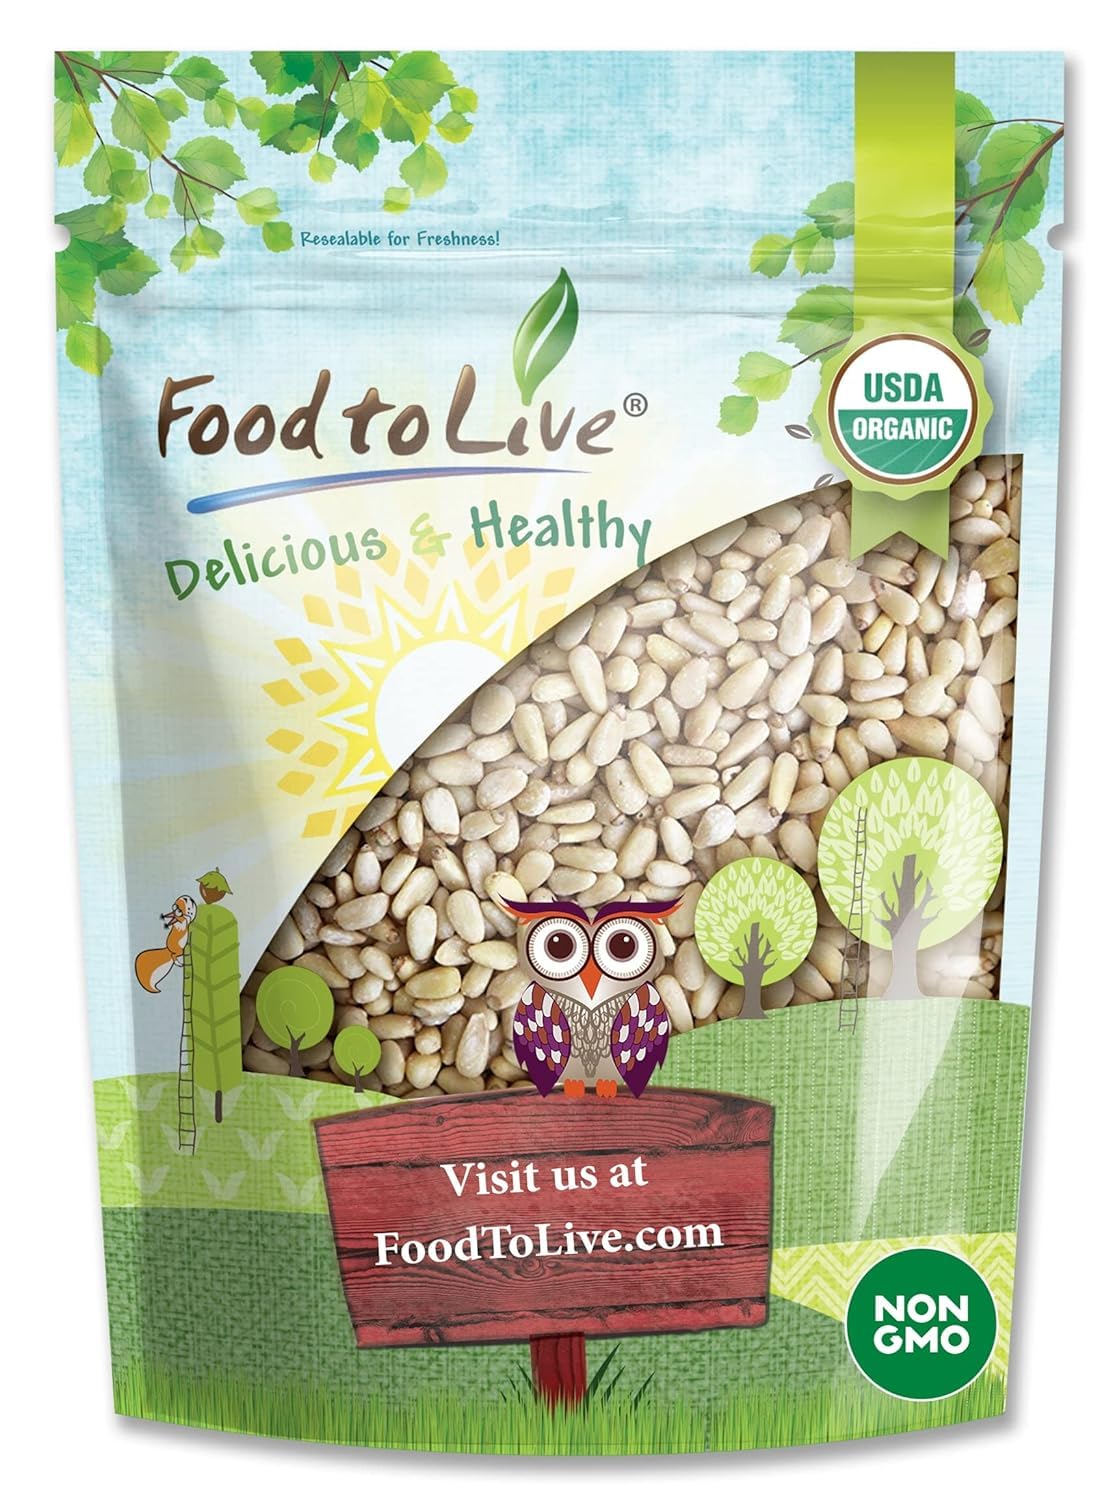 Resealable for Freshness!
Food to Live®
Delicious & Healthy
USDA
ORGANIC
Visit us at
FoodToLive.com
NON
GMO